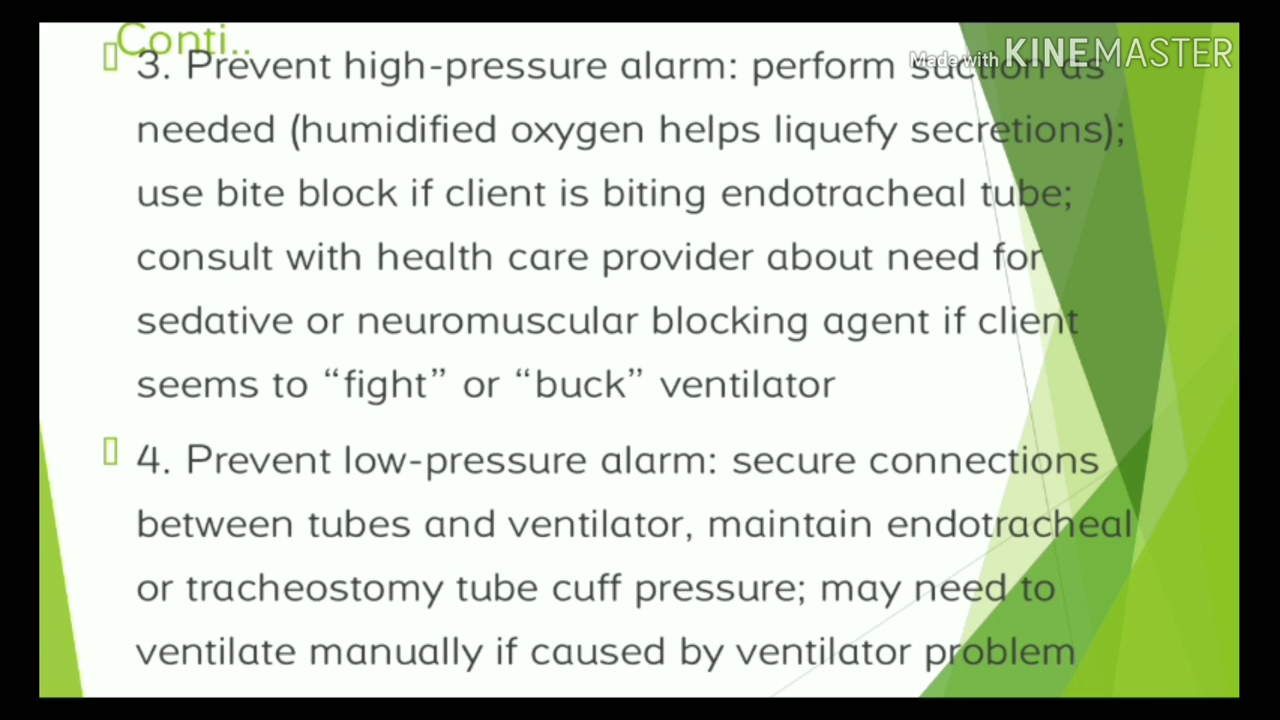 Conti..
Made with KINEMASTER
3. Prevent high-pressure alarm: perform suction as
needed (humidified oxygen helps liquefy secretions);
use bite block if client is biting endotracheal tube;
consult with health care provider about need for
sedative or neuromuscular blocking agent if client
seems to “fight” or “buck” ventilator
4. Prevent low-pressure alarm: secure connections
between tubes and ventilator, maintain endotracheal
or tracheostomy tube cuff pressure; may need to
ventilate manually if caused by ventilator problem